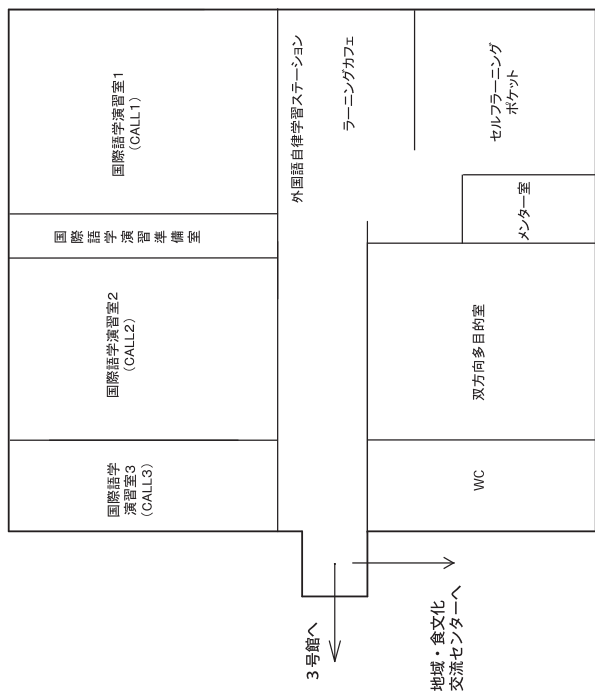 国際語学演習室1
(CALL1)
国際語学演習準備室
国際語学演習室2
(CALL2)
国際語学
演習室3
(CALL3)
外国語自律学習ステーション
ラーニングカフェ
セルフラーニング
ポケット
メンター室
双方向多目的室
WC
3号館へ
地域・食文化
交流センターへ